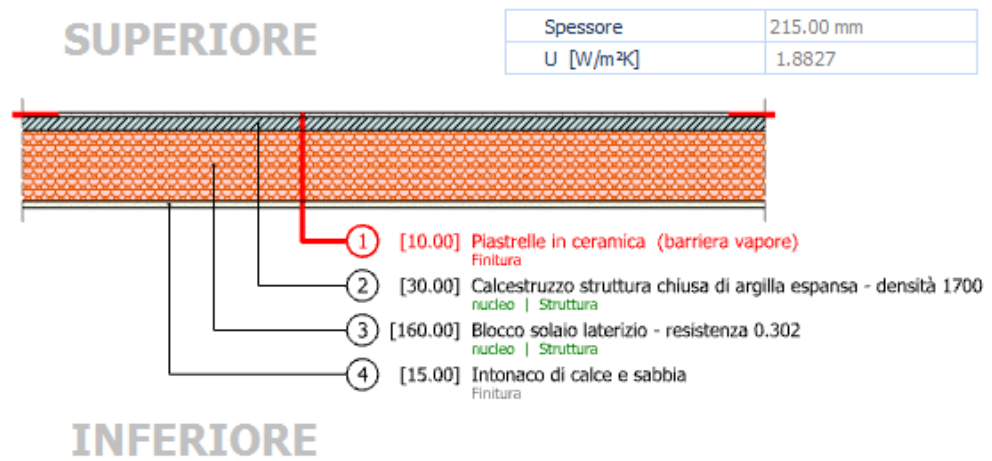 SUPERIORE
Spessore 215.00 mm
U [W/m²K] 1.8827
1 [10.00] Piastrelle in ceramica (barriera vapore)
Finitura
2 [30.00] Calcestruzzo struttura chiusa di argilla espansa - densità 1700
nucleo | Struttura
3 [160.00] Blocco solaio laterizio - resistenza 0.302
nucleo | Struttura
4 [15.00] Intonaco di calce e sabbia
Finitura
INFERIORE